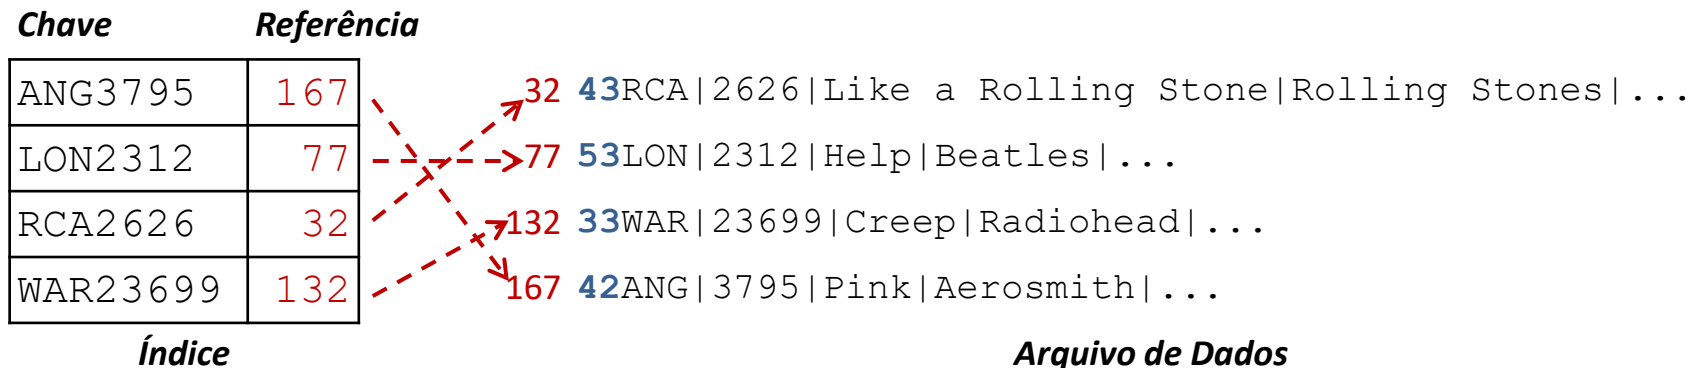 Chave Referência
ANG3795 167 32 43RCA|2626|Like a Rolling Stone|Rolling Stones|...
LON2312 77 77 53LON|2312|Help|Beatles|...
RCA2626 32 132 33WAR|23699|Creep|Radiohead|...
WAR23699 132 167 42ANG|3795|Pink|Aerosmith|...
Índice Arquivo de Dados